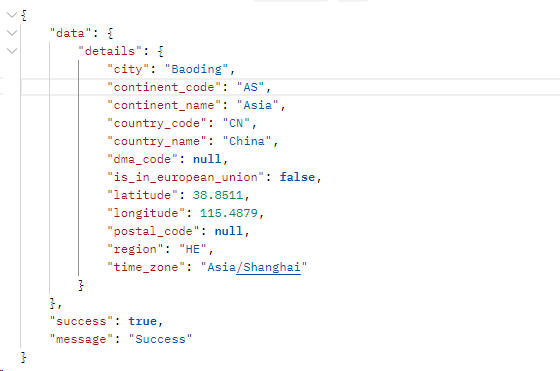 {
"data": {
"details": {
"city": "Baoding",
"continent_code": "AS",
"continent_name": "Asia",
"country_code": "CN",
"country_name": "China",
"dma_code": null,
"is_in_european_union": false,
"latitude": 38.8511,
"longitude": 115.4879,
"postal_code": null,
"region": "HE",
"time_zone": "Asia/Shanghai"
}
},
"success": true,
"message": "Success"
}